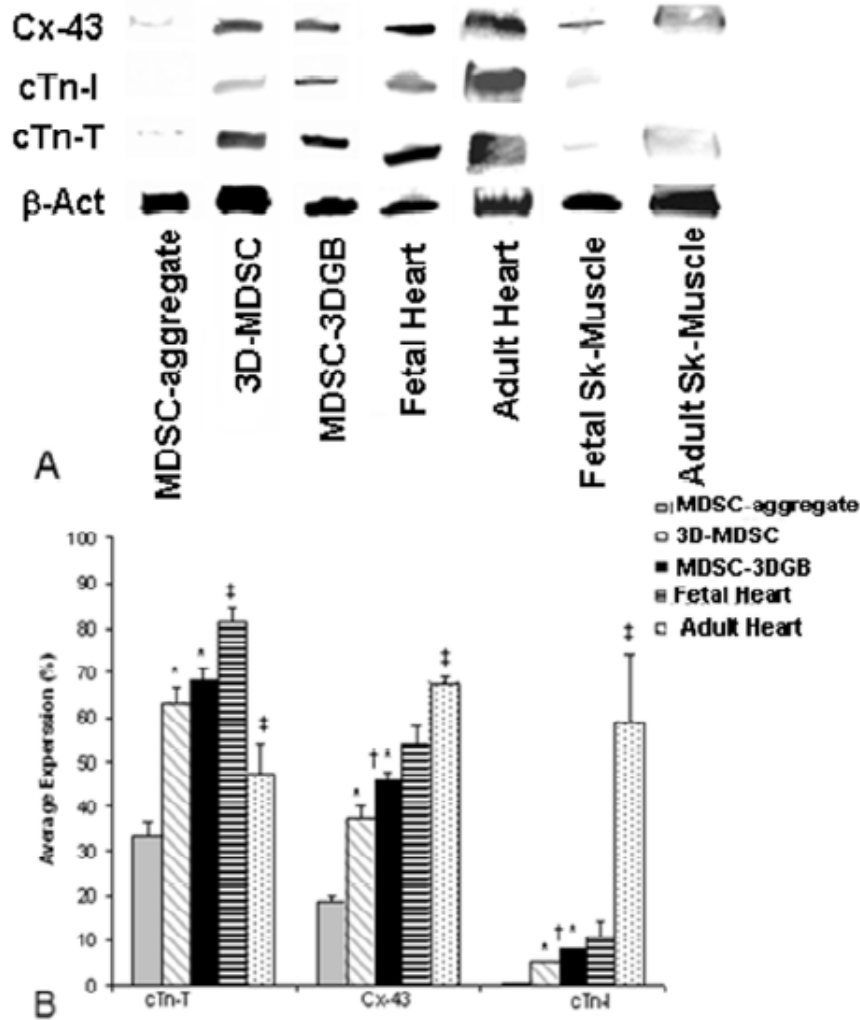 Cx-43
cTn-I
cTn-T
β-Act
MDSC-aggregate
3D-MDSC
MDSC-3DGB
Fetal Heart
Adult Heart
Fetal Sk-Muscle
Adult Sk-Muscle
A
MDSC-aggregate
3D-MDSC
MDSC-3DGB
Fetal Heart
Adult Heart
Average Experssion (%)
100
90
80
70
60
50
40
30
20
10
0
* * ‡ ‡
* † * ‡
* † * ‡
cTn-T Cx-43 cTn-I
B